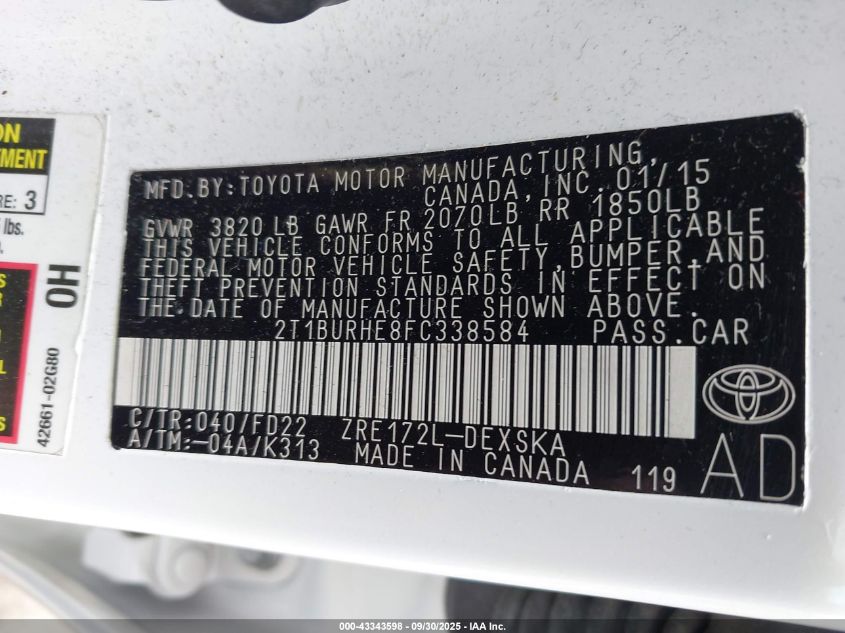 ON
TMENT
RE: 3
lbs.
OH
42661-02G80
MFD.BY:TOYOTA MOTOR MANUFACTURING,
CANADA, INC. 01/15
GVWR 3820 LB GAWR FR 2070LB RR 1850LB
THIS VEHICLE CONFORMS TO ALL APPLICABLE
FEDERAL MOTOR VEHICLE SAFETY, BUMPER, AND
THEFT PREVENTION STANDARDS IN EFFECT ON
THE DATE OF MANUFACTURE SHOWN ABOVE.
2T1BURHE8FC338584 PASS.CAR
C/TR:040/FD22 ZRE172L-DEXSKA
A/TM:-04A/K313 MADE IN CANADA 119
AD
000-43343598 - 09/30/2025 - IAA Inc.